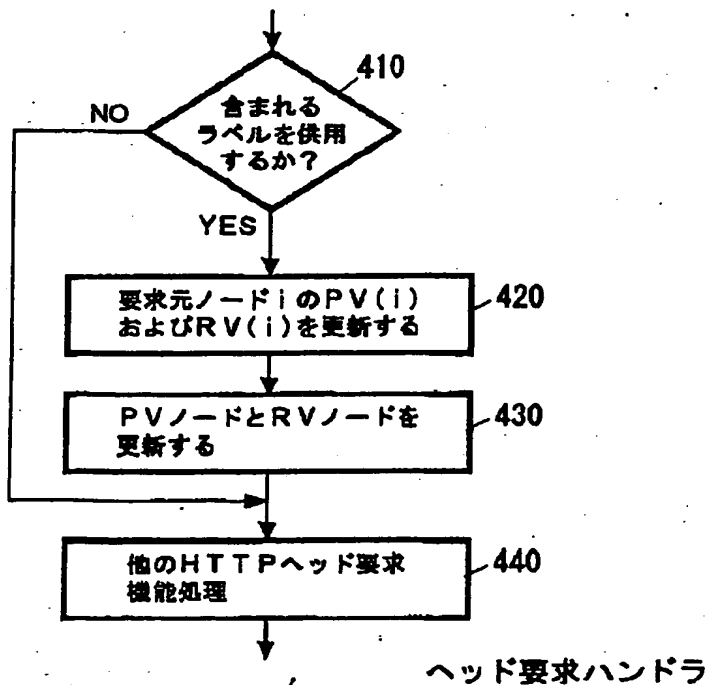 410
含まれる
ラベルを供用
するか?
NO
YES
要求元ノードiのPV(i)
およびRV(i)を更新する
420
PVノードとRVノードを
更新する
430
他のHTTPヘッド要求
機能処理
440
ヘッド要求ハンドラ